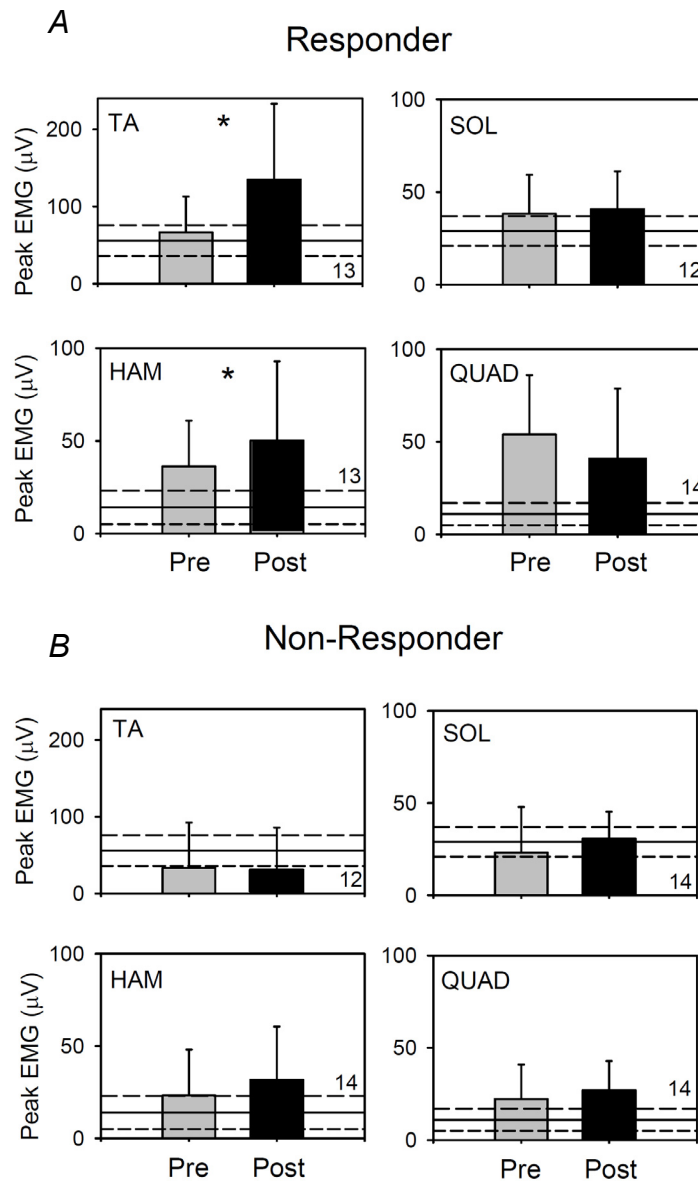 A
Responder
Peak EMG (µV)
200
100
0
TA
*
13
100
50
0
SOL
12
Peak EMG (µV)
100
50
0
HAM
*
13
Pre Post
100
50
0
QUAD
14
Pre Post
B
Non-Responder
Peak EMG (µV)
200
100
0
TA
12
100
50
0
SOL
14
Peak EMG (µV)
100
50
0
HAM
14
Pre Post
100
50
0
QUAD
14
Pre Post